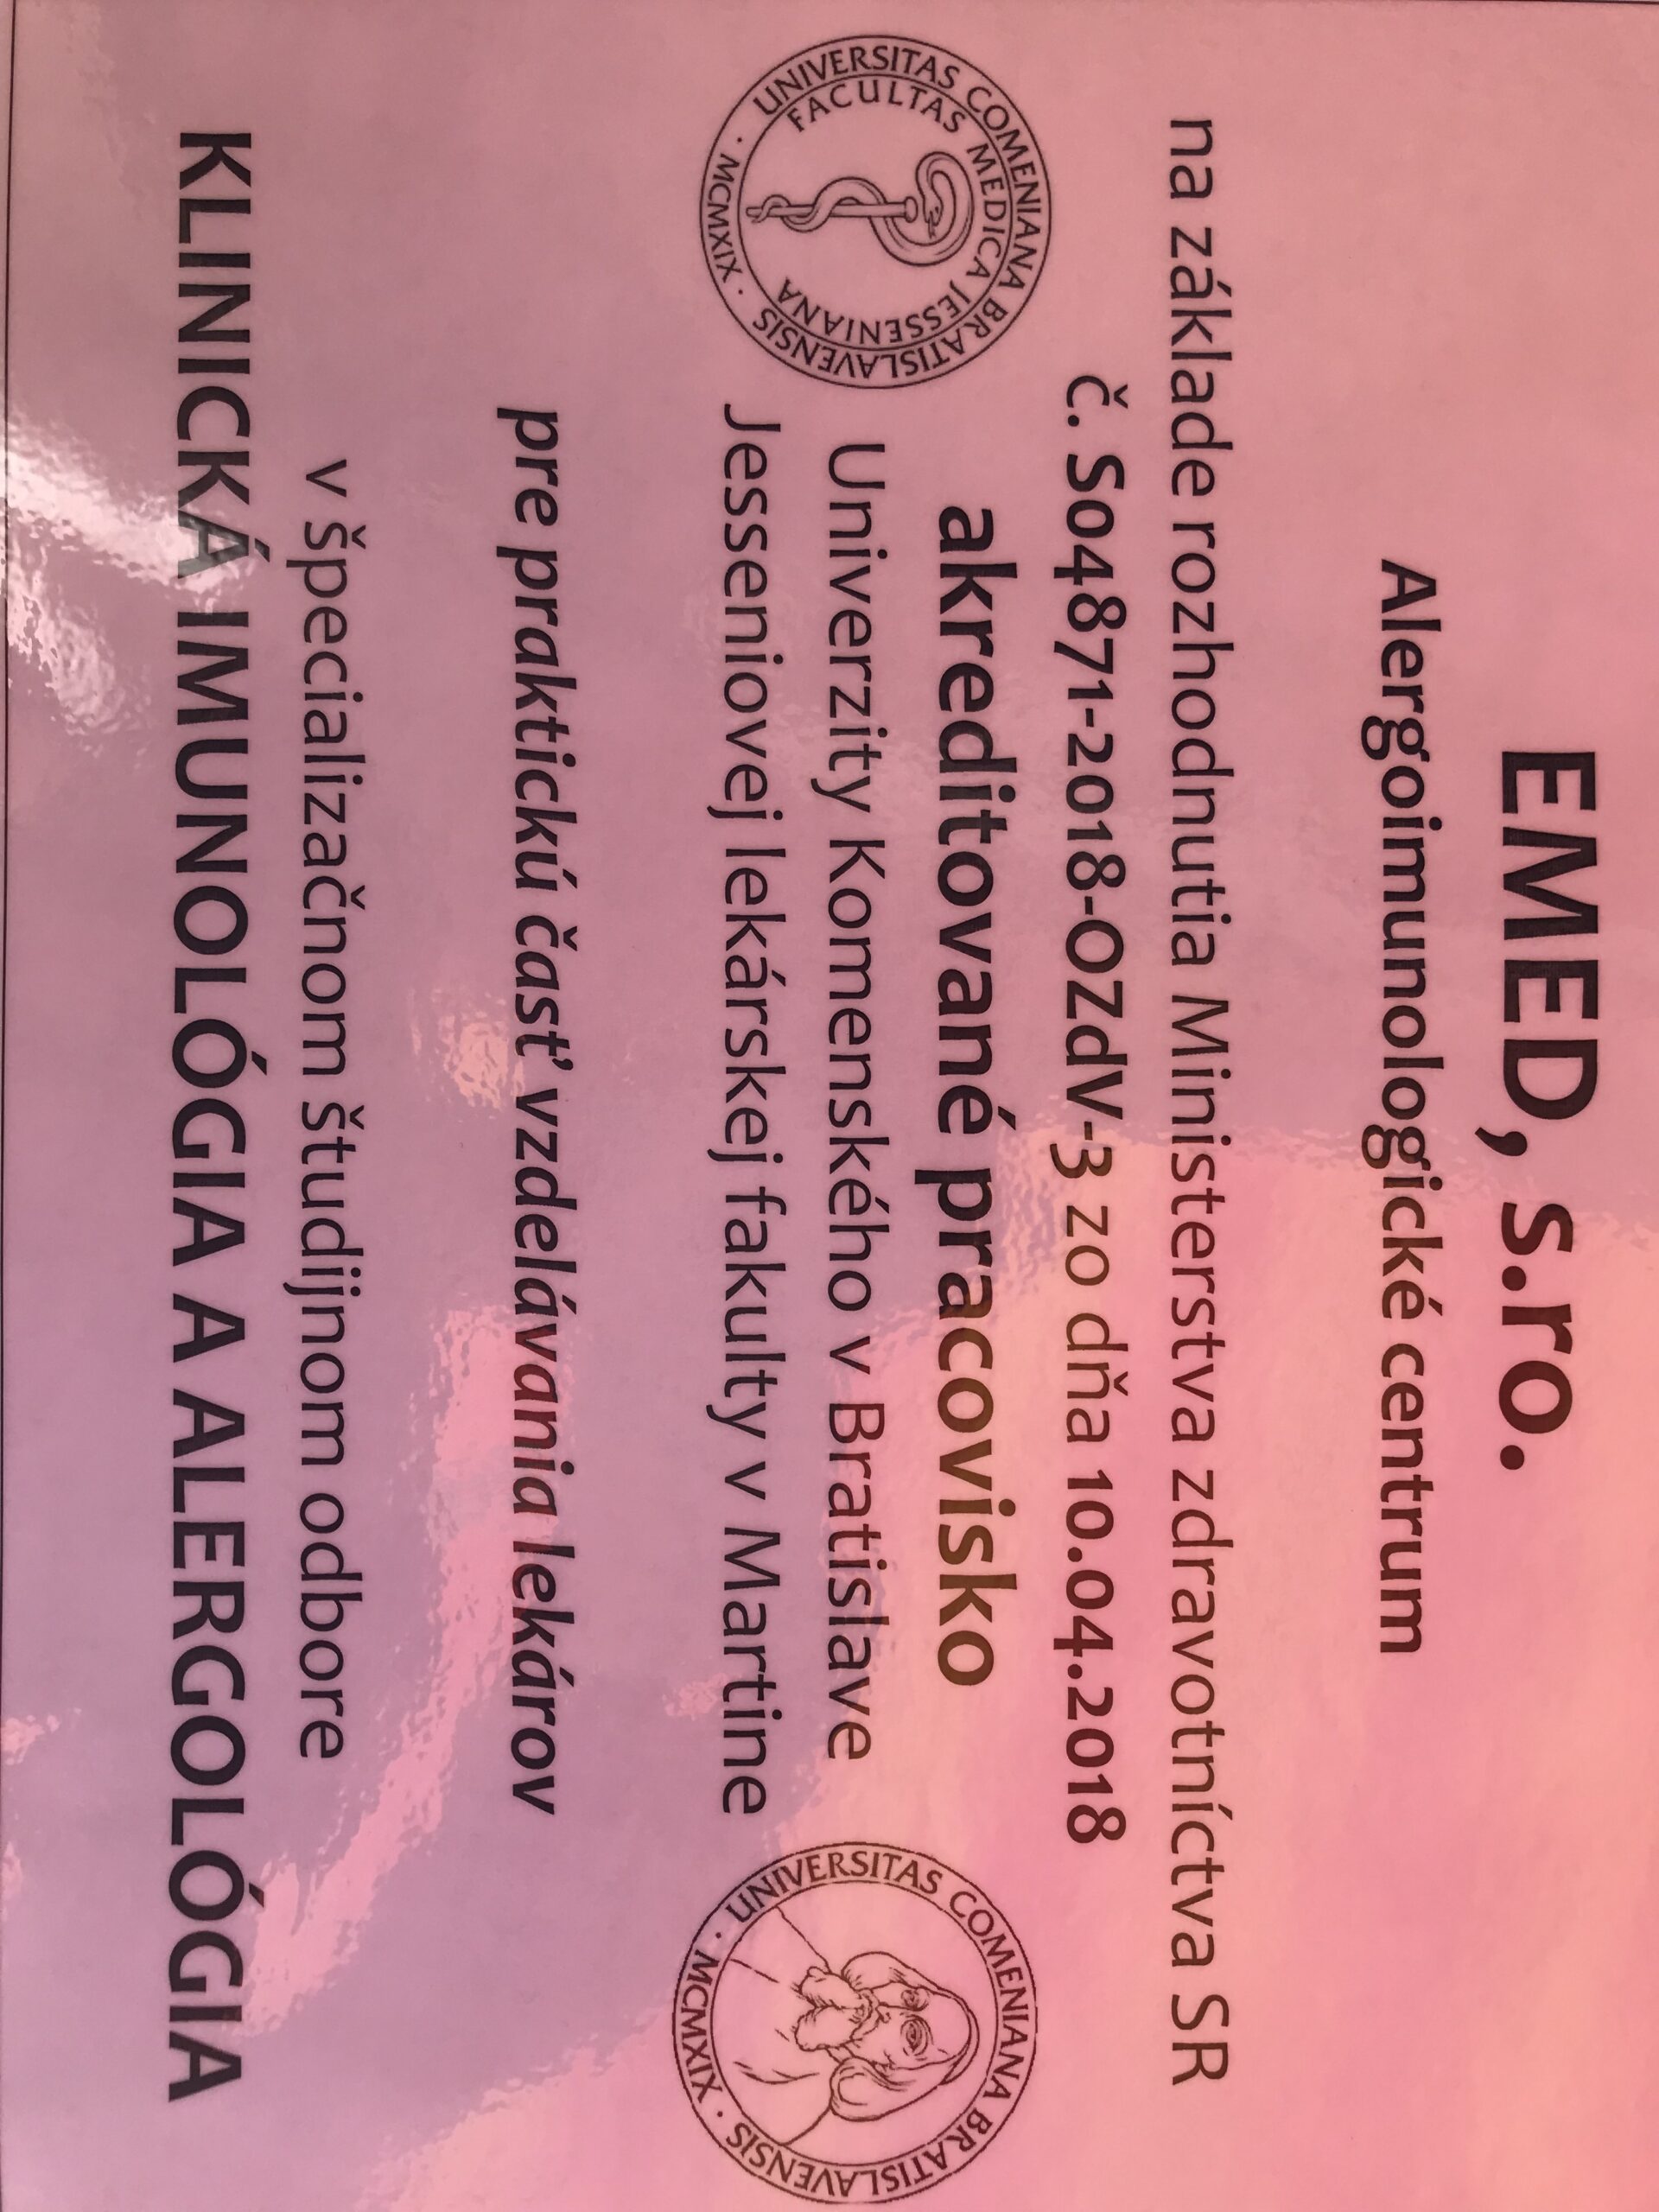 EMED, s.ro.
Alergoimunologické centrum
na základe rozhodnutia Ministerstva zdravotníctva SR
č. S04871-2018-OZdV-3 zo dňa 10.04.2018
akreditované pracovisko
Univerzity Komenského v Bratislave
Jesseniovej lekárskej fakulty v Martine
UNIVERSITAS COMENIANA BRATISLAVENSIS · MCMXIX ·
FACULTAS MEDICA JESSENIANA
UNIVERSITAS COMENIANA BRATISLAVENSIS · MCMXIX ·
pre praktickú časť vzdelávania lekárov
v špecializačnom študijnom odbore
KLINICKÁ IMUNOLÓGIA A ALERGOLÓGIA